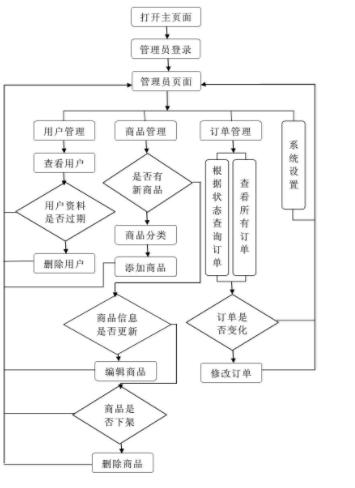 打开主页面
管理员登录
管理员页面
用户管理
商品管理
订单管理
系统设置
查看用户
是否有
新商品
根据状态查询订单
查看所有订单
用户资料
是否过期
商品分类
删除用户
添加商品
商品信息
是否更新
订单是
否变化
编辑商品
修改订单
商品是
否下架
删除商品